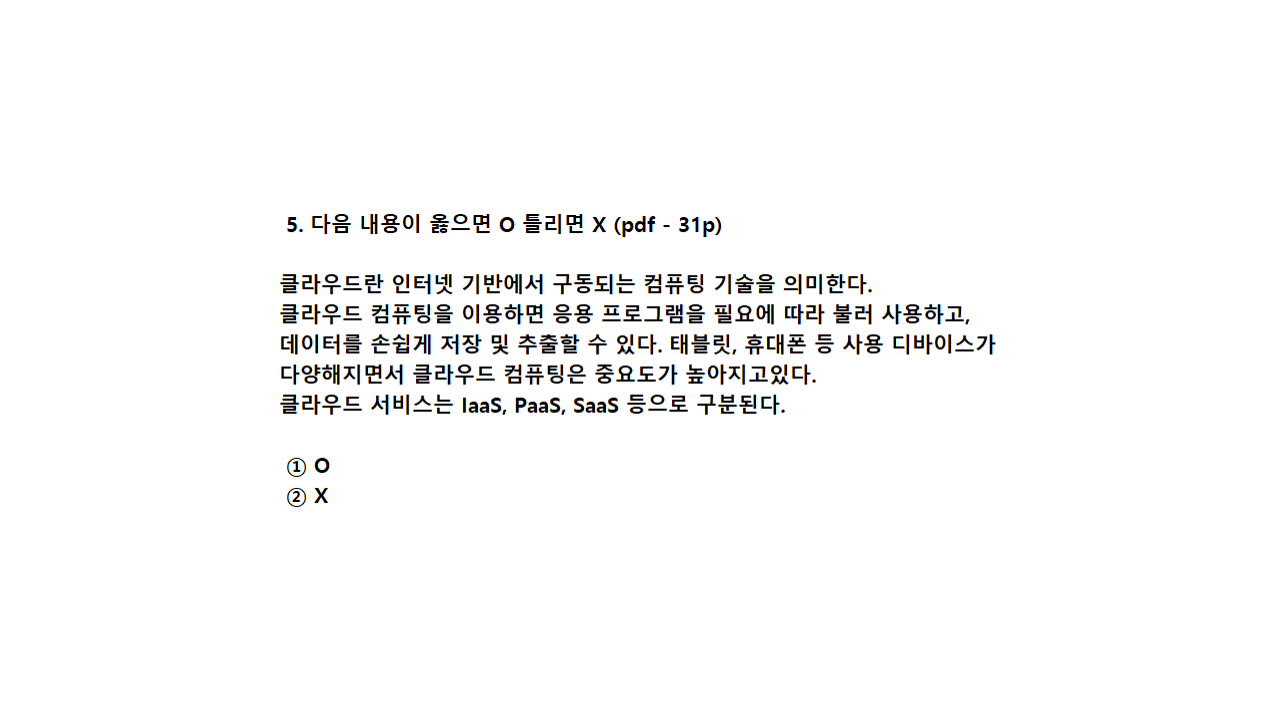 5. 다음 내용이 옳으면 O 틀리면 X (pdf - 31p)
클라우드란 인터넷 기반에서 구동되는 컴퓨팅 기술을 의미한다.
클라우드 컴퓨팅을 이용하면 응용 프로그램을 필요에 따라 불러 사용하고,
데이터를 손쉽게 저장 및 추출할 수 있다. 태블릿, 휴대폰 등 사용 디바이스가
다양해지면서 클라우드 컴퓨팅은 중요도가 높아지고있다.
클라우드 서비스는 IaaS, PaaS, SaaS 등으로 구분된다.
① O
② X